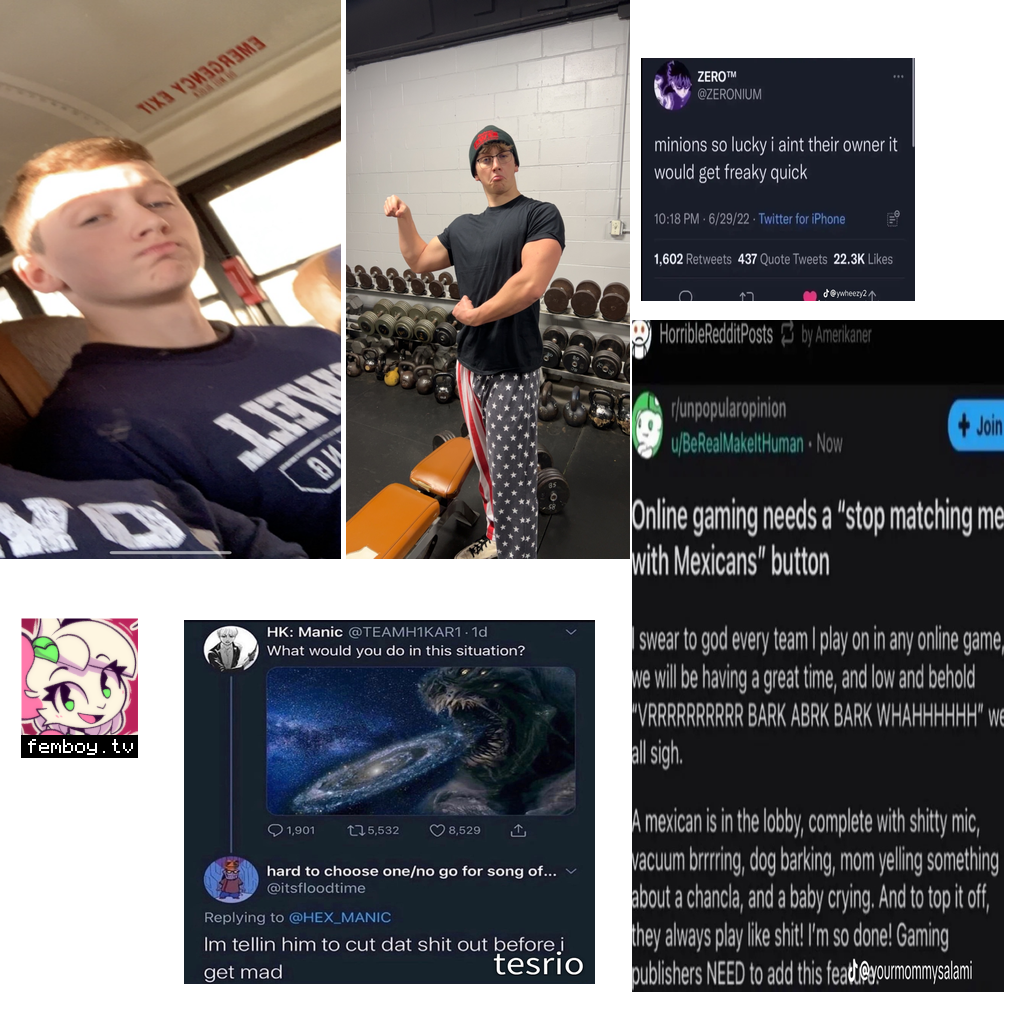 EMERGENCY EXIT
ZERO™
@ZERONIUM
minions so lucky i aint their owner it
would get freaky quick
10:18 PM · 6/29/22 · Twitter for iPhone
1,602 Retweets 437 Quote Tweets 22.3K Likes
@ywheezy2
HorribleRedditPosts by Amerikaner
r/unpopularopinion
u/BeRealMakeItHuman • Now
+ Join
Online gaming needs a “stop matching me
with Mexicans” button
I swear to god every team I play on in any online game,
we will be having a great time, and low and behold
“VRRRRRRRRRR BARK ABRK BARK WHAHHHHHH” we
all sigh.
A mexican is in the lobby, complete with shitty mic,
vacuum brrrring, dog barking, mom yelling something
about a chancla, and a baby crying. And to top it off,
they always play like shit! I'm so done! Gaming
publishers NEED to add this feature.
@yourmommysalami
femboy.tv
HK: Manic @TEAMH1KAR1 · 1d
What would you do in this situation?
1,901 5,532 8,529
hard to choose one/no go for song of...
@itsfloodtime
Replying to @HEX_MANIC
Im tellin him to cut dat shit out before i
get mad
tesrio